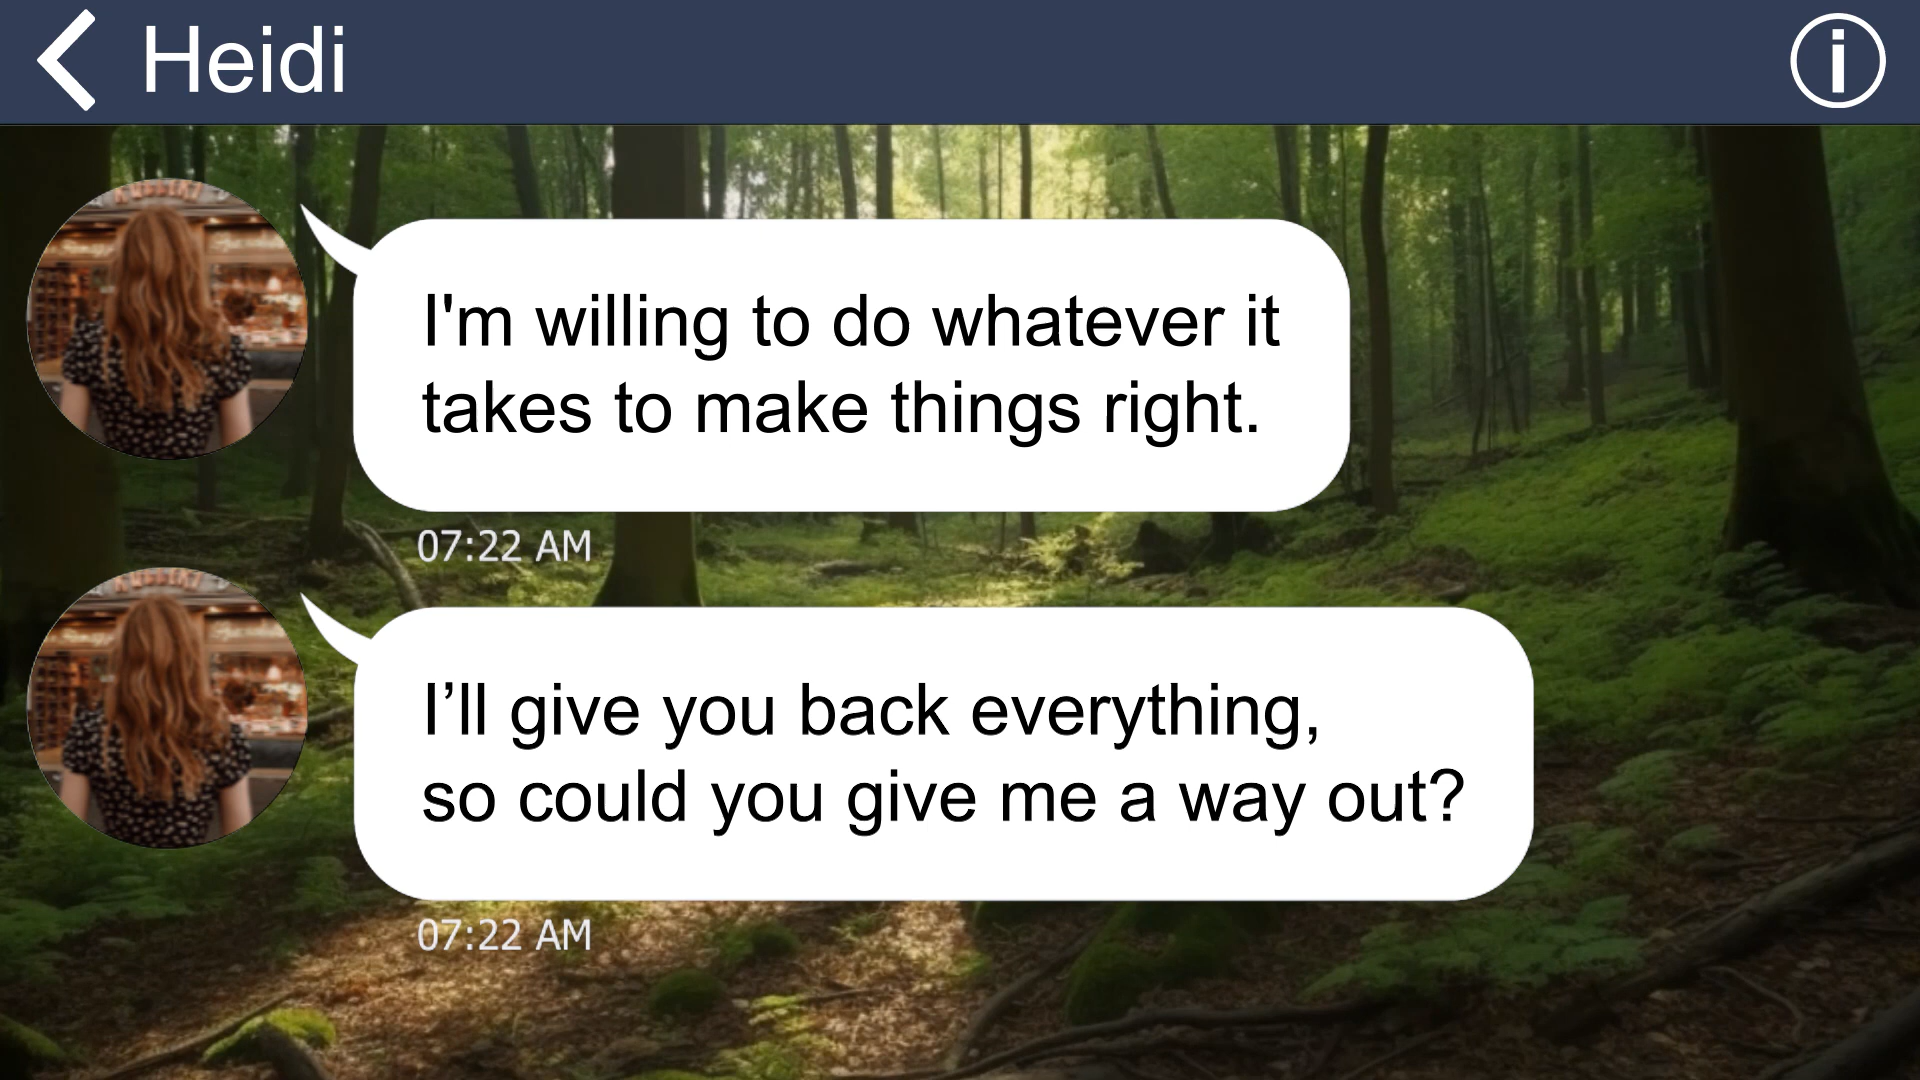 Heidi
I'm willing to do whatever it
takes to make things right.
07:22 AM
I’ll give you back everything,
so could you give me a way out?
07:22 AM